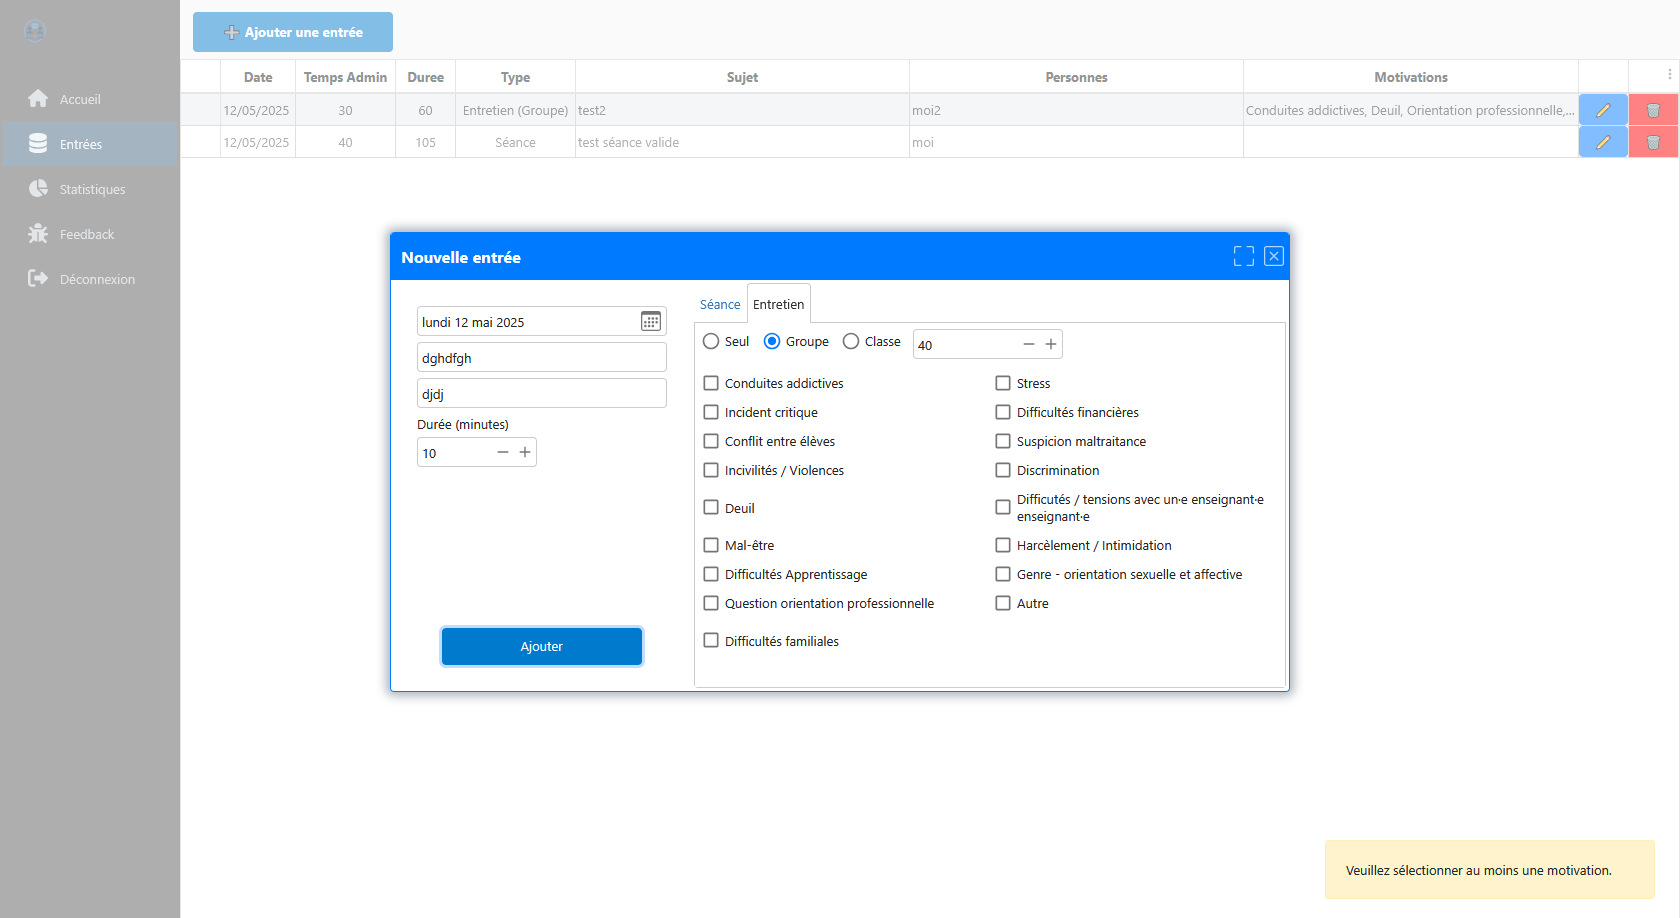 Ajouter une entrée
Accueil
Entrées
Statistiques
Feedback
Déconnexion
Date Temps Admin Duree Type Sujet Personnes Motivations
12/05/2025 30 60 Entretien (Groupe) test2 moi2 Conduites addictives, Deuil, Orientation professionnelle,...
12/05/2025 40 105 Séance test séance valide moi
Nouvelle entrée
lundi 12 mai 2025
dghdfgh
djdj
Durée (minutes)
10
Ajouter
Séance Entretien
Seul Groupe Classe 40
Conduites addictives Stress
Incident critique Difficultés financières
Conflit entre élèves Suspicion maltraitance
Incivilités / Violences Discrimination
Deuil Difficutés / tensions avec un·e enseignant·e
enseignant·e
Mal-être Harcèlement / Intimidation
Difficultés Apprentissage Genre - orientation sexuelle et affective
Question orientation professionnelle Autre
Difficultés familiales
Veuillez sélectionner au moins une motivation.